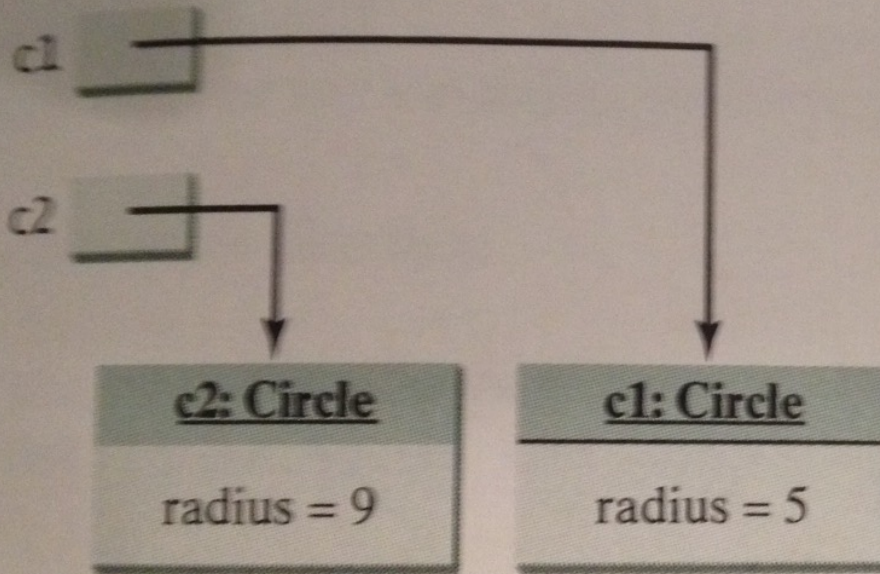 c1
c2
c2: Circle
radius = 9
c1: Circle
radius = 5